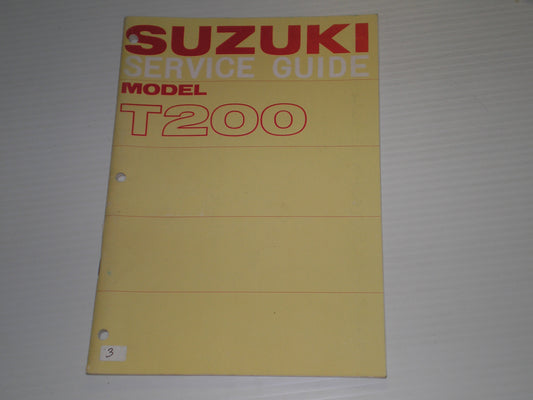 SUZUKI
SERVICE GUIDE
MODEL
T200
3